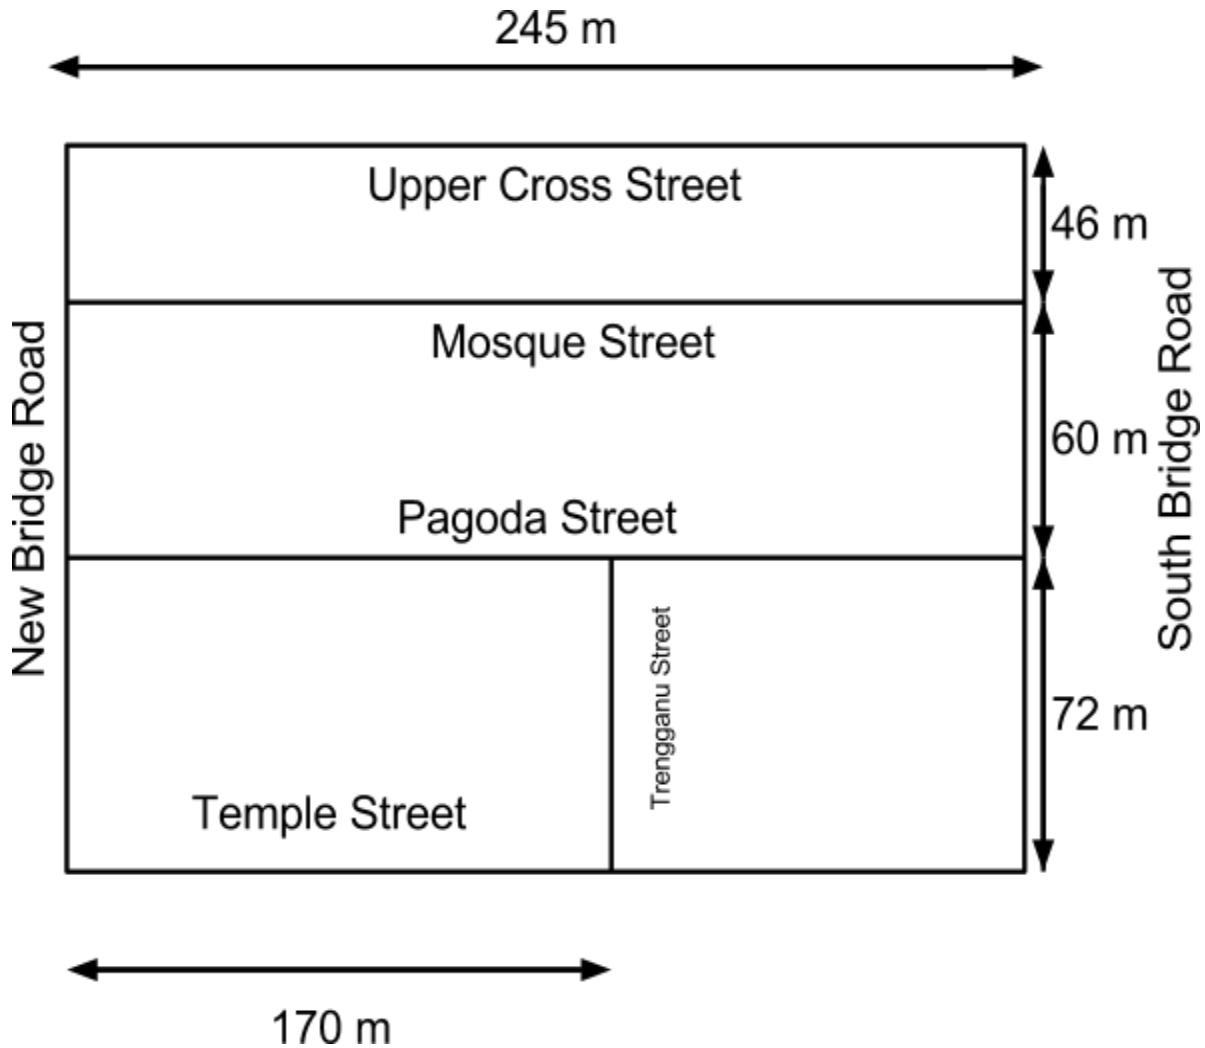 245 m
Upper Cross Street
46 m
Mosque Street
New Bridge Road
60 m
South Bridge Road
Pagoda Street
Trengganu Street
72 m
Temple Street
170 m